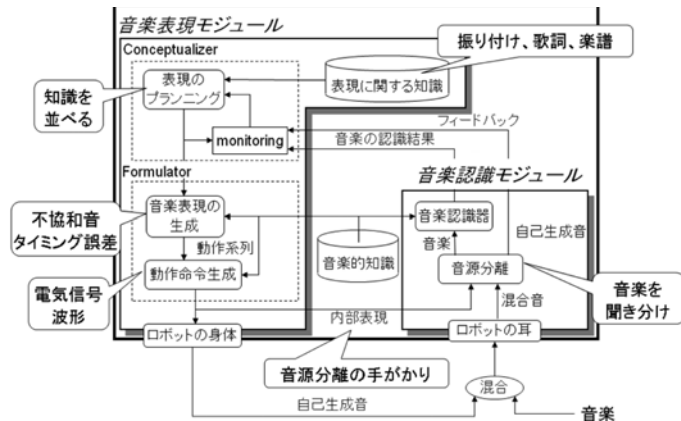 音楽表現モジュール
Conceptualizer
振り付け、歌詞、楽譜
表現の
プランニング
表現に関する知識
知識を
並べる
フィードバック
monitoring
音楽の認識結果
Formulator
音楽認識モジュール
不協和音
タイミング誤差
音楽表現の
生成
音楽認識器
自己生成音
動作系列
音楽的知識
音楽
音源分離
動作命令生成
電気信号
波形
混合音
音楽を
聞き分け
内部表現
ロボットの身体
ロボットの耳
音源分離の手がかり
混合
自己生成音
音楽